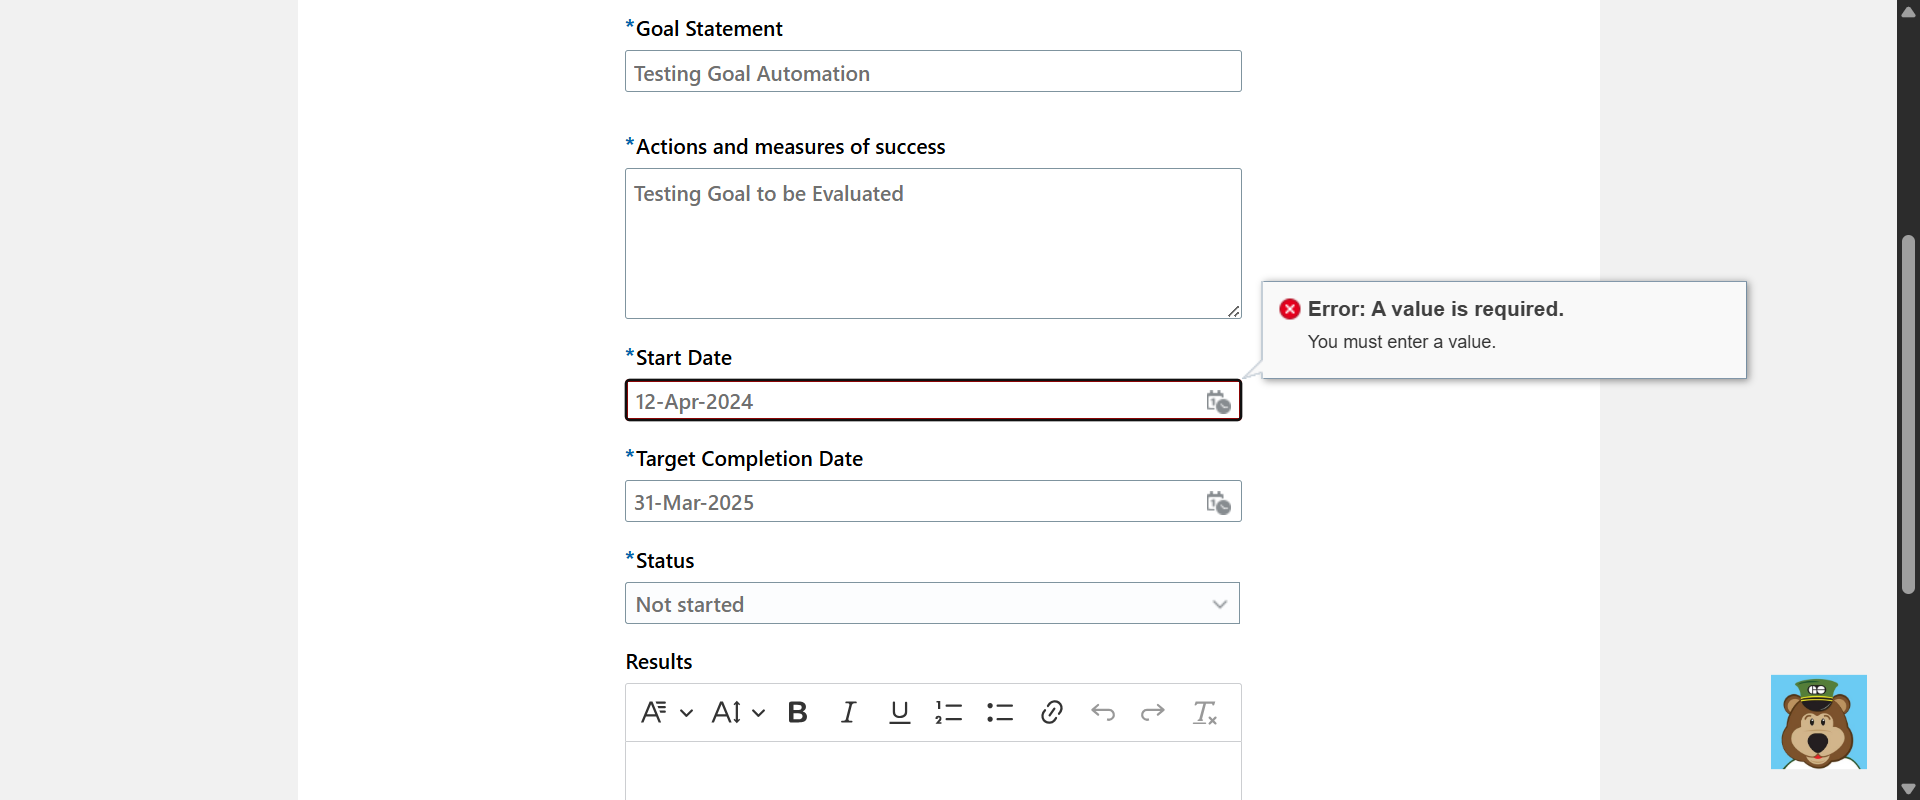 *Goal Statement
Testing Goal Automation
*Actions and measures of success
Testing Goal to be Evaluated
Error: A value is required.
You must enter a value.
*Start Date
12-Apr-2024
*Target Completion Date
31-Mar-2025
*Status
Not started
Results
GO